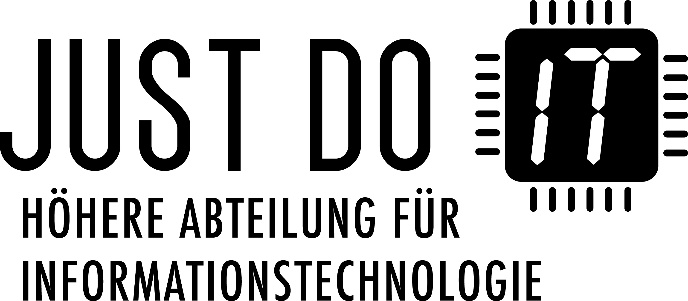 JUST DO IT
HÖHERE ABTEILUNG FÜR
INFORMATIONSTECHNOLOGIE